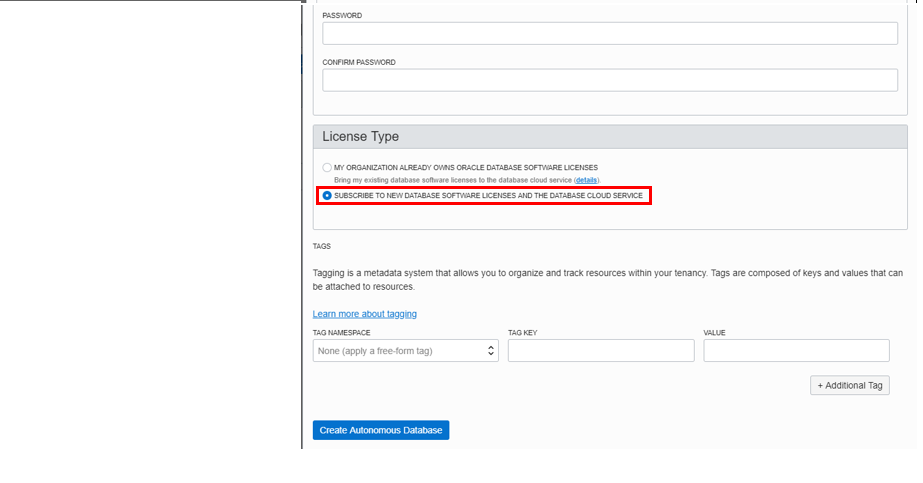 PASSWORD
CONFIRM PASSWORD
License Type
MY ORGANIZATION ALREADY OWNS ORACLE DATABASE SOFTWARE LICENSES
Bring my existing database software licenses to the database cloud service (details).
SUBSCRIBE TO NEW DATABASE SOFTWARE LICENSES AND THE DATABASE CLOUD SERVICE
TAGS
Tagging is a metadata system that allows you to organize and track resources within your tenancy. Tags are composed of keys and values that can
be attached to resources.
Learn more about tagging
TAG NAMESPACE TAG KEY VALUE
None (apply a free-form tag)
+ Additional Tag
Create Autonomous Database